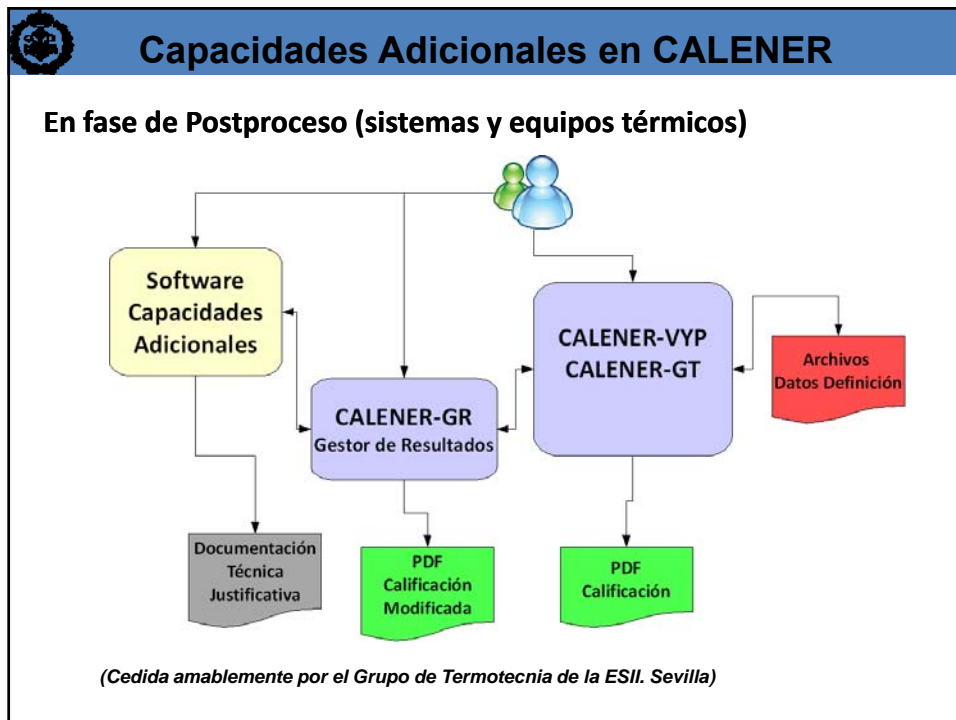 Capacidades Adicionales en CALENER
En fase de Postproceso (sistemas y equipos térmicos)
Software
Capacidades
Adicionales
CALENER-GR
Gestor de Resultados
CALENER-VYP
CALENER-GT
Archivos
Datos Definición
Documentación
Técnica
Justificativa
PDF
Calificación
Modificada
PDF
Calificación
(Cedida amablemente por el Grupo de Termotecnia de la ESII. Sevilla)